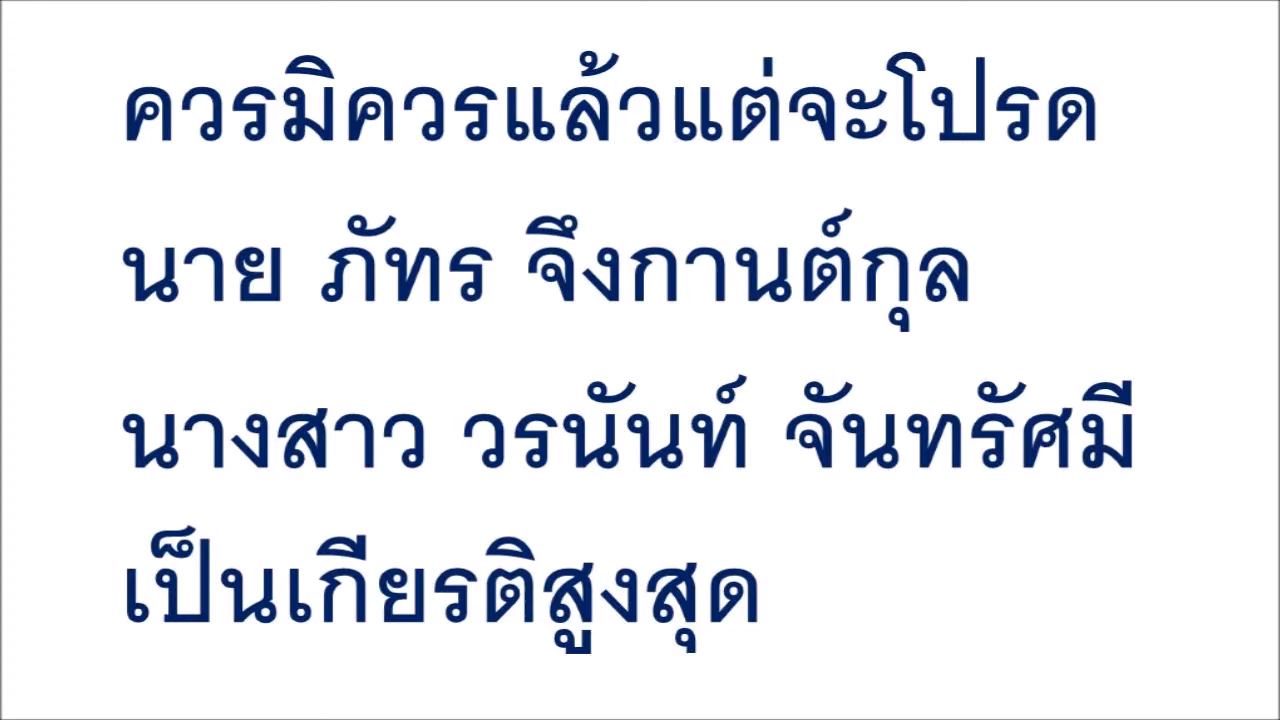 ควรมิควรแล้วแต่จะโปรด
นาย ภัทร จึงกานต์กุล
นางสาว วรนันท์ จันทรัศมี
เป็นเกียรติสูงสุด